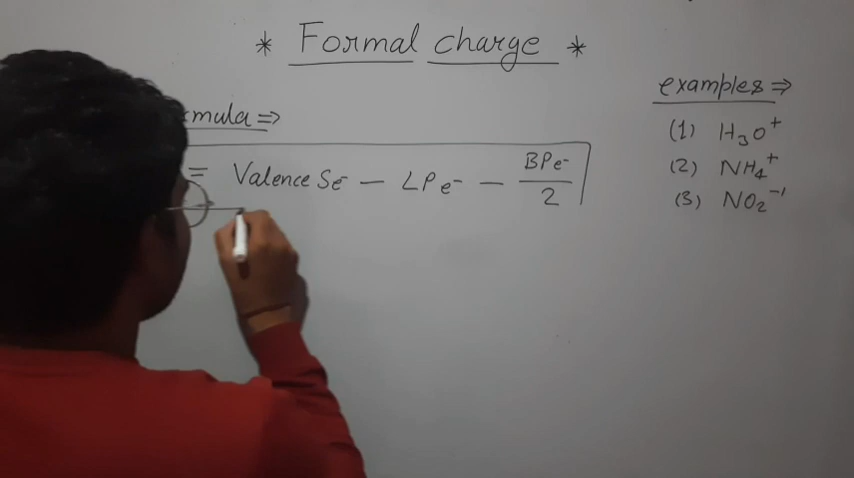 * Formal charge *
examples ⇒
mula ⇒
(1) H₃O⁺
= Valence Se⁻ — LPe⁻ — BPe⁻/2
(2) NH₄⁺
(3) NO₂⁻¹